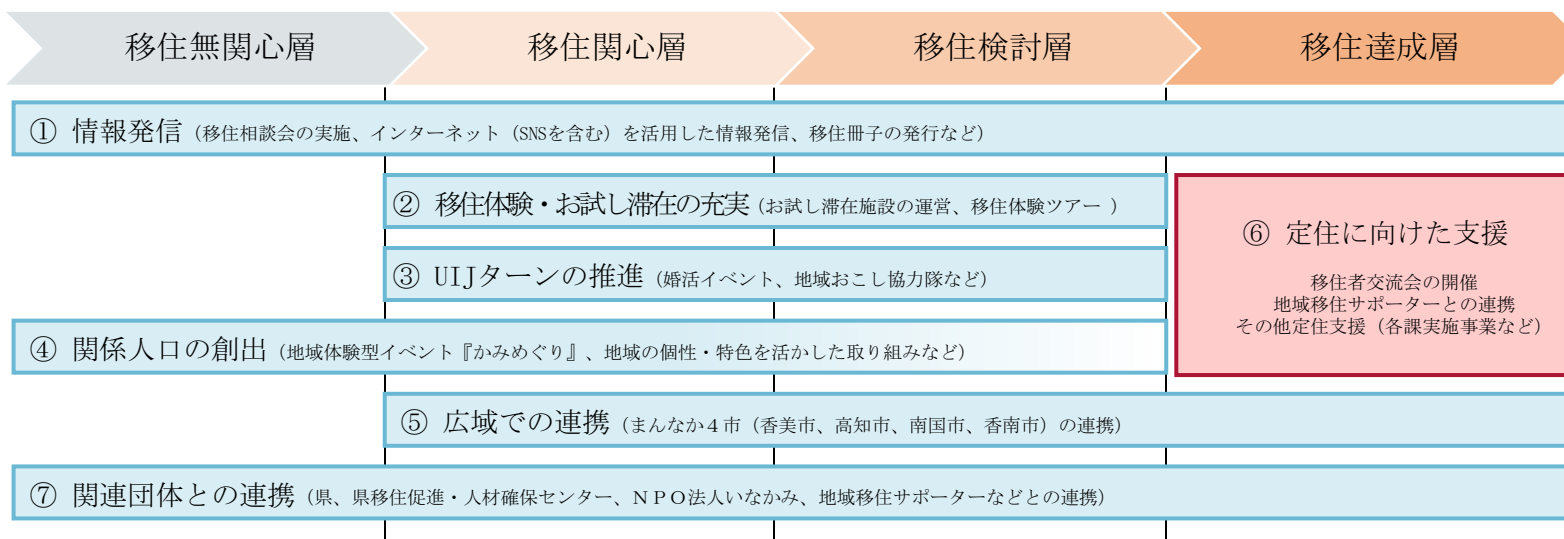 移住無関心層
移住関心層
移住検討層
移住達成層
① 情報発信（移住相談会の実施、インターネット（SNSを含む）を活用した情報発信、移住冊子の発行など）
② 移住体験・お試し滞在の充実（お試し滞在施設の運営、移住体験ツアー ）
③ UIJターンの推進（婚活イベント、地域おこし協力隊など）
④ 関係人口の創出（地域体験型イベント『かみめぐり』、地域の個性・特色を活かした取り組みなど）
⑥ 定住に向けた支援
移住者交流会の開催
地域移住サポーターとの連携
その他定住支援（各課実施事業など）
⑤ 広域での連携（まんなか４市（香美市、高知市、南国市、香南市）の連携）
⑦ 関連団体との連携（県、県移住促進・人材確保センター、ＮＰＯ法人いなかみ、地域移住サポーターなどとの連携）